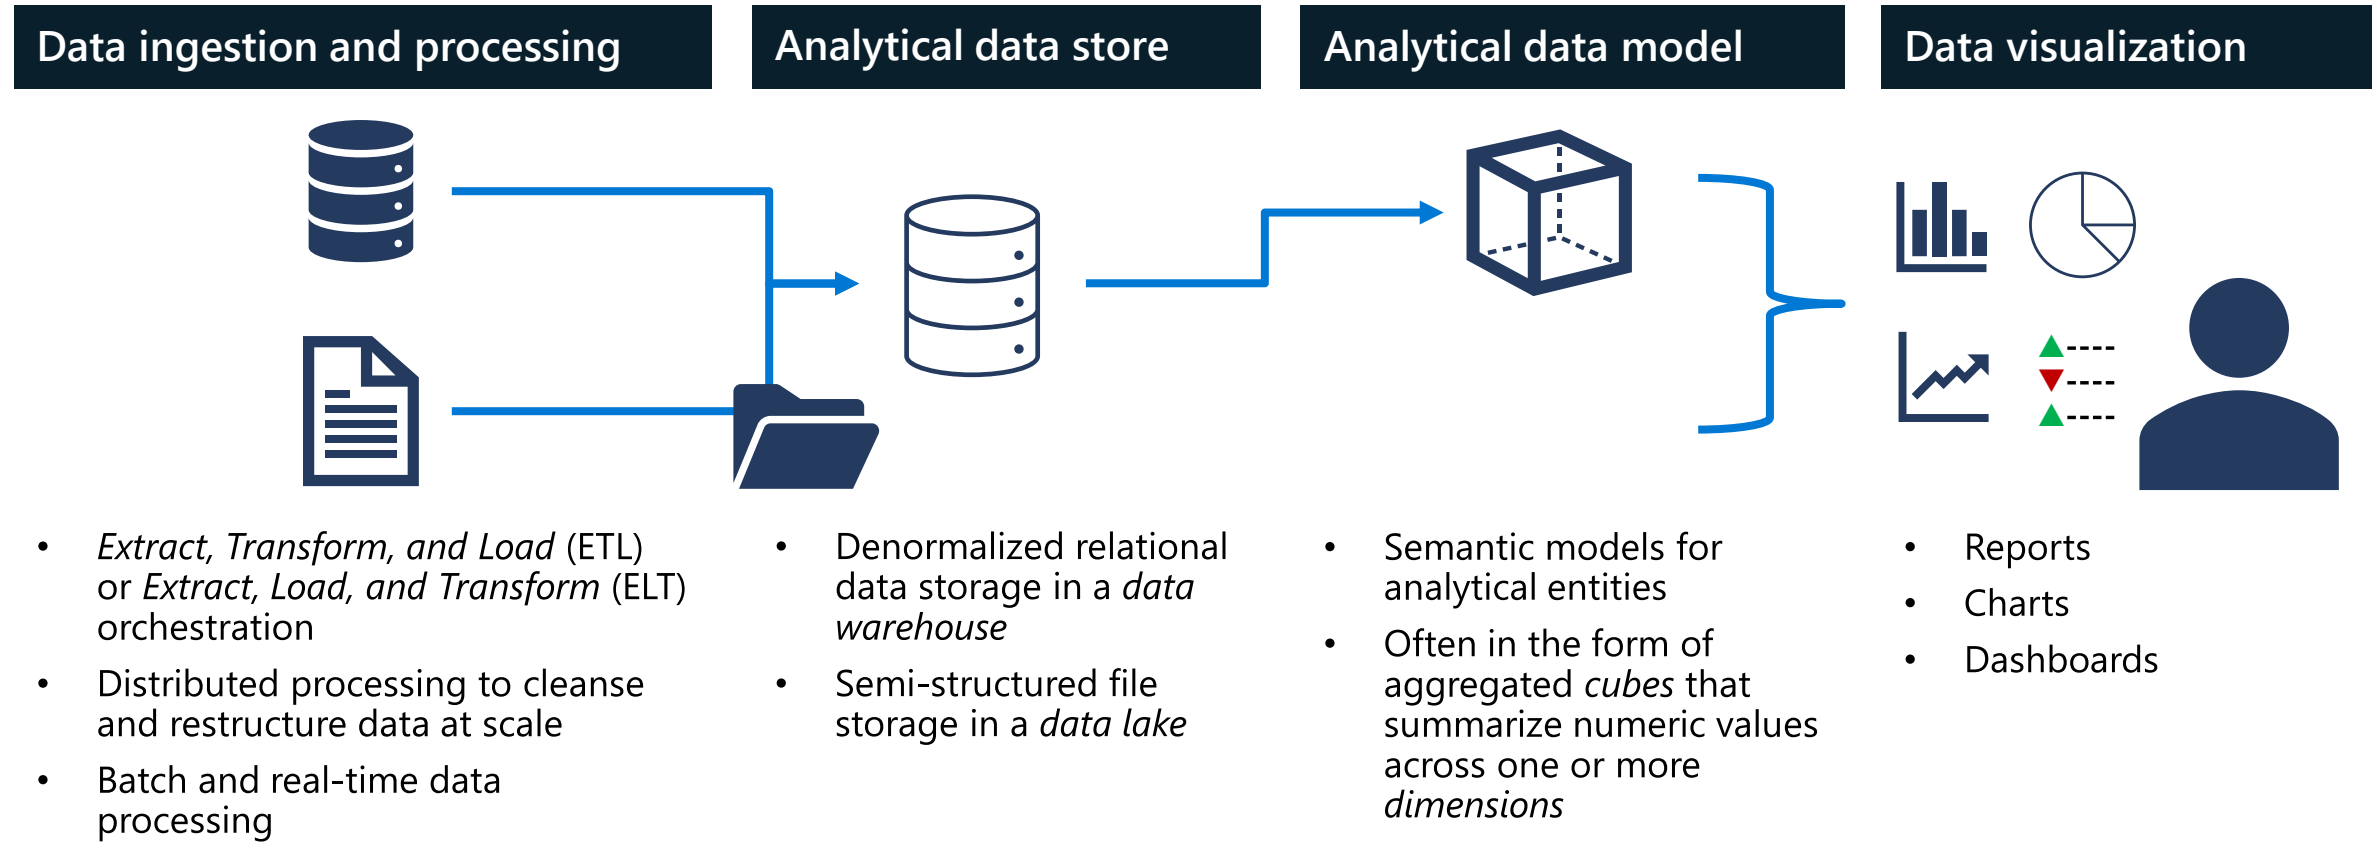 Data ingestion and processing
Analytical data store
Analytical data model
Data visualization
• Extract, Transform, and Load (ETL)
or Extract, Load, and Transform (ELT)
orchestration
• Distributed processing to cleanse
and restructure data at scale
• Batch and real-time data
processing
• Denormalized relational
data storage in a data
warehouse
• Semi-structured file
storage in a data lake
• Semantic models for
analytical entities
• Often in the form of
aggregated cubes that
summarize numeric values
across one or more
dimensions
• Reports
• Charts
• Dashboards